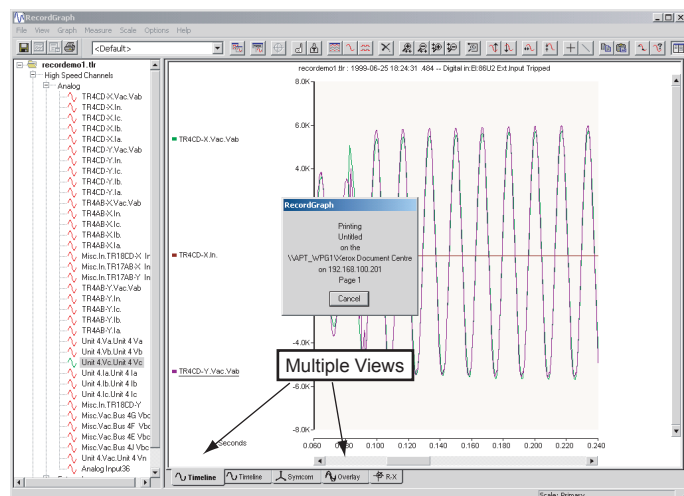 RecordGraph
File View Graph Measure Scale Options Help
<Default>
recordemo1.tlr
High Speed Channels
Analog
TR4CD-X.Vac.Vab
TR4CD-X.In.
TR4CD-X.Ic.
TR4CD-X.Ib.
TR4CD-X.Ia.
TR4CD-Y.Vac.Vab
TR4CD-Y.In.
TR4CD-Y.Ic.
TR4CD-Y.Ib.
TR4CD-Y.Ia.
TR4AB-X.Vac.Vab
TR4AB-X.In.
TR4AB-X.Ic.
TR4AB-X.Ib.
TR4AB-X.Ia.
Misc.In.TR18CD-X In
Misc.In.TR17AB-X In
Misc.In.TR17AB-Y In
TR4AB-Y.Vac.Vab
TR4AB-Y.In.
TR4AB-Y.Ic.
TR4AB-Y.Ib.
TR4AB-Y.Ia.
Unit 4.Va.Unit 4 Va
Unit 4.Vb.Unit 4 Vb
Unit 4.Vc.Unit 4 Vc
Unit 4.Ia.Unit 4 Ia
Unit 4.Ib.Unit 4 Ib
Unit 4.Ic.Unit 4 Ic
Misc.In.TR18CD-Y
Misc.Vac.Bus 4G Vbc
Misc.Vac.Bus 4F Vbc
Misc.Vac.Bus 4E Vbc
Misc.Vac.Bus 4J Vbc
Unit 4.Vac.Unit 4 Vn
Analog Input36
recordemo1.tlr : 1999-06-25 18:24:31 .484 -- Digital in:El:86U2 Ext.Input Tripped
8.0K
6.0K
TR4CD-X.Vac.Vab
4.0K
TR4CD-X.In.
-4.0K
TR4CD-Y.Vac.Vab
-6.0K
-8.0K
Seconds
0.060 0.080 0.100 0.120 0.140 0.160 0.180 0.200 0.220 0.240
RecordGraph
Printing
Untitled
on the
\\APT_WPG1\Xerox Document Centre
on 192.168.100.201
Page 1
Cancel
Multiple Views
Timeline Timeline Symcom Overlay R-X
Scale: Primary